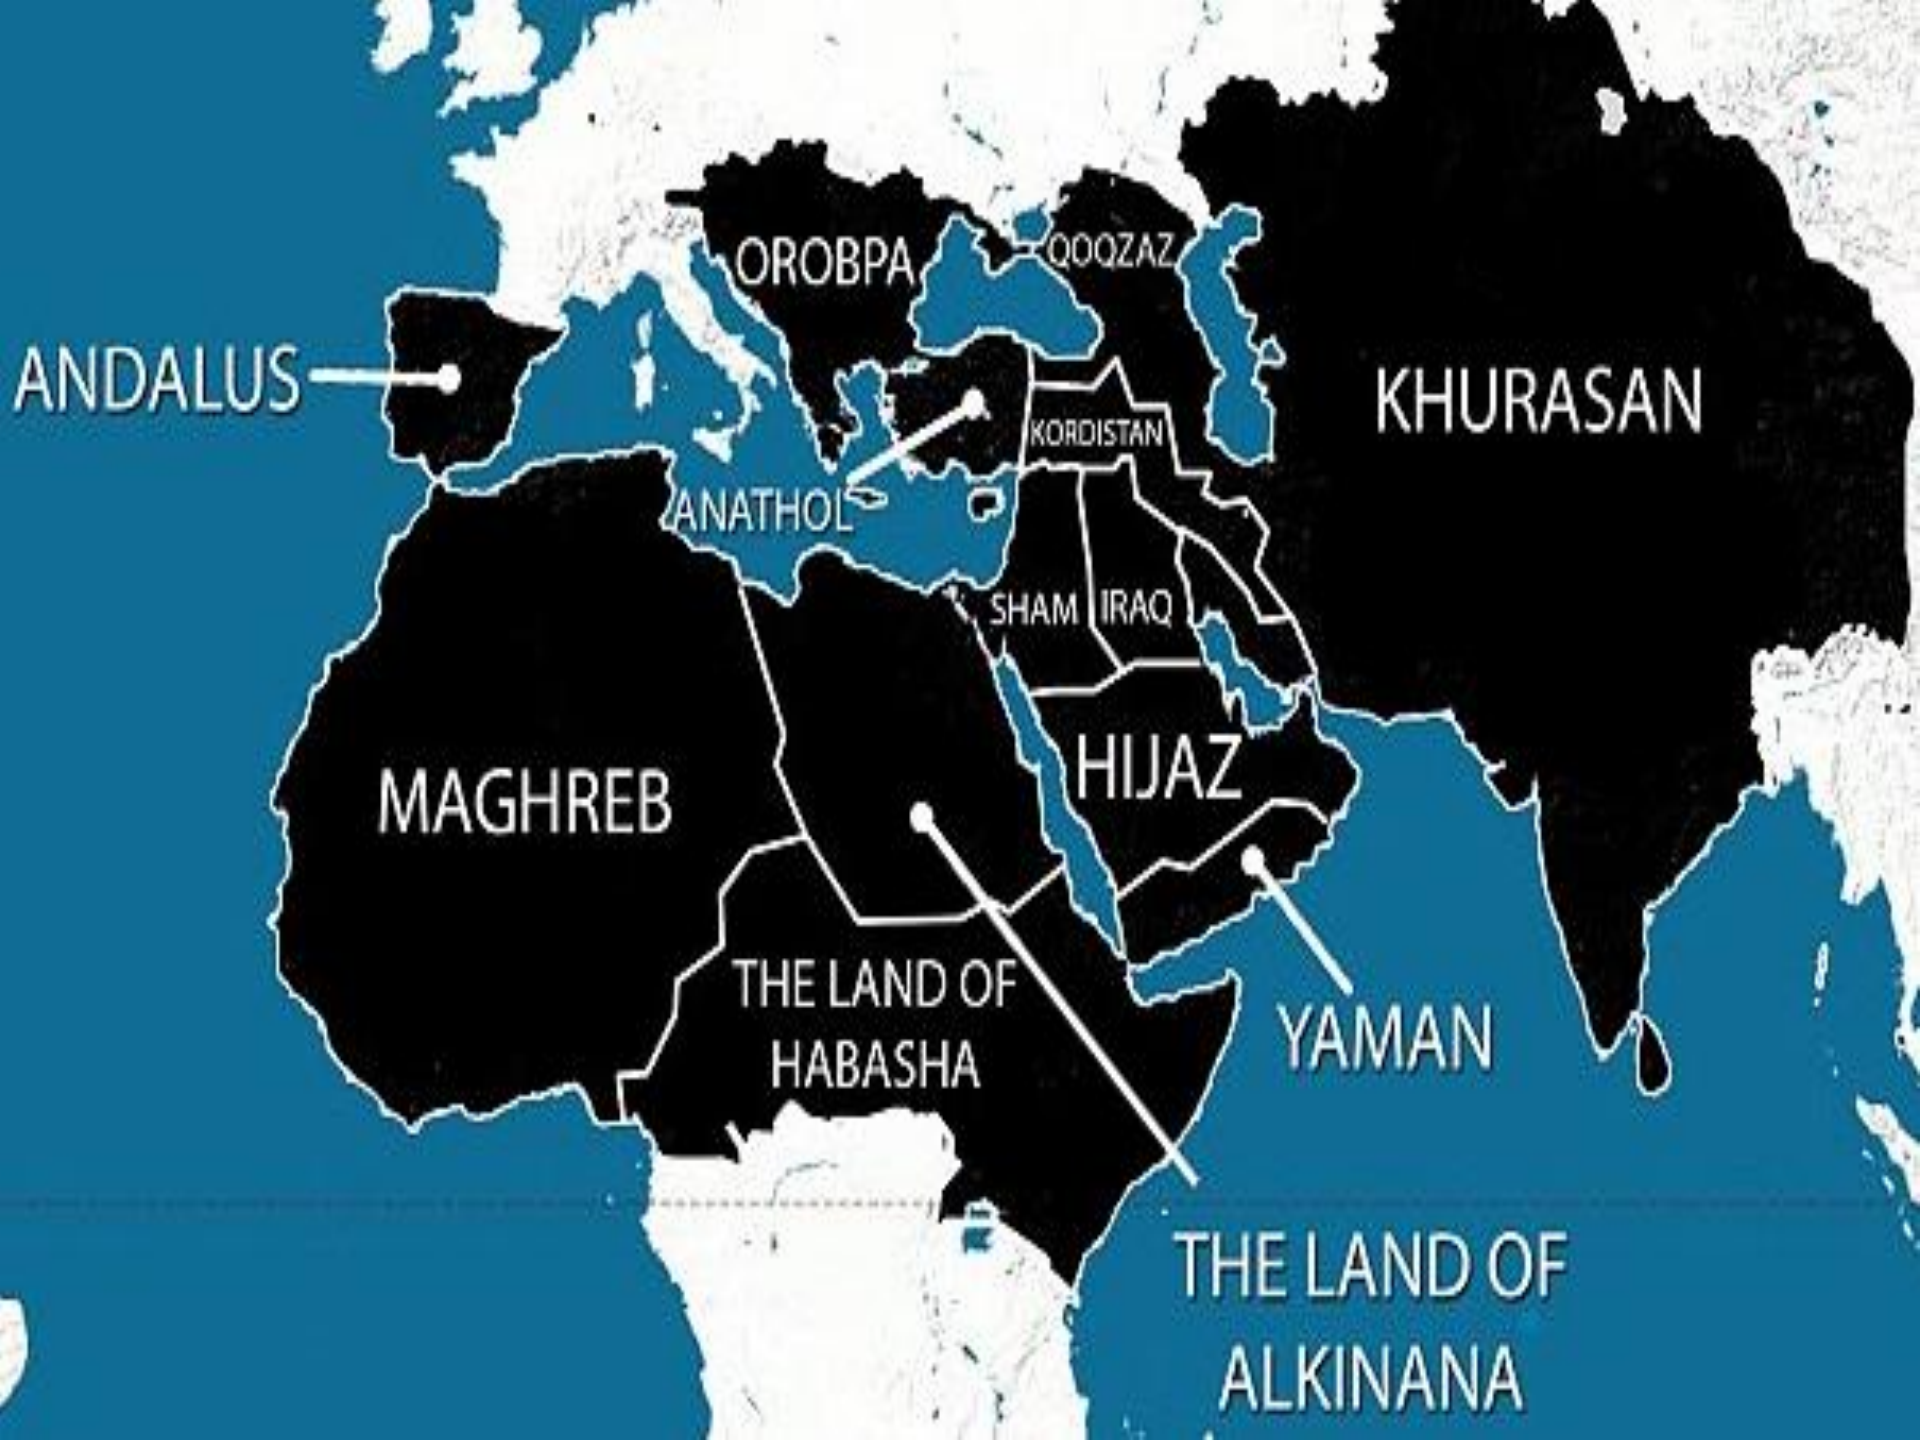 OROBPA
QOQZAZ
ANDALUS
KHURASAN
KORDISTAN
ANATHOL
SHAM
IRAQ
HIJAZ
MAGHREB
THE LAND OF
HABASHA
YAMAN
THE LAND OF
ALKINANA